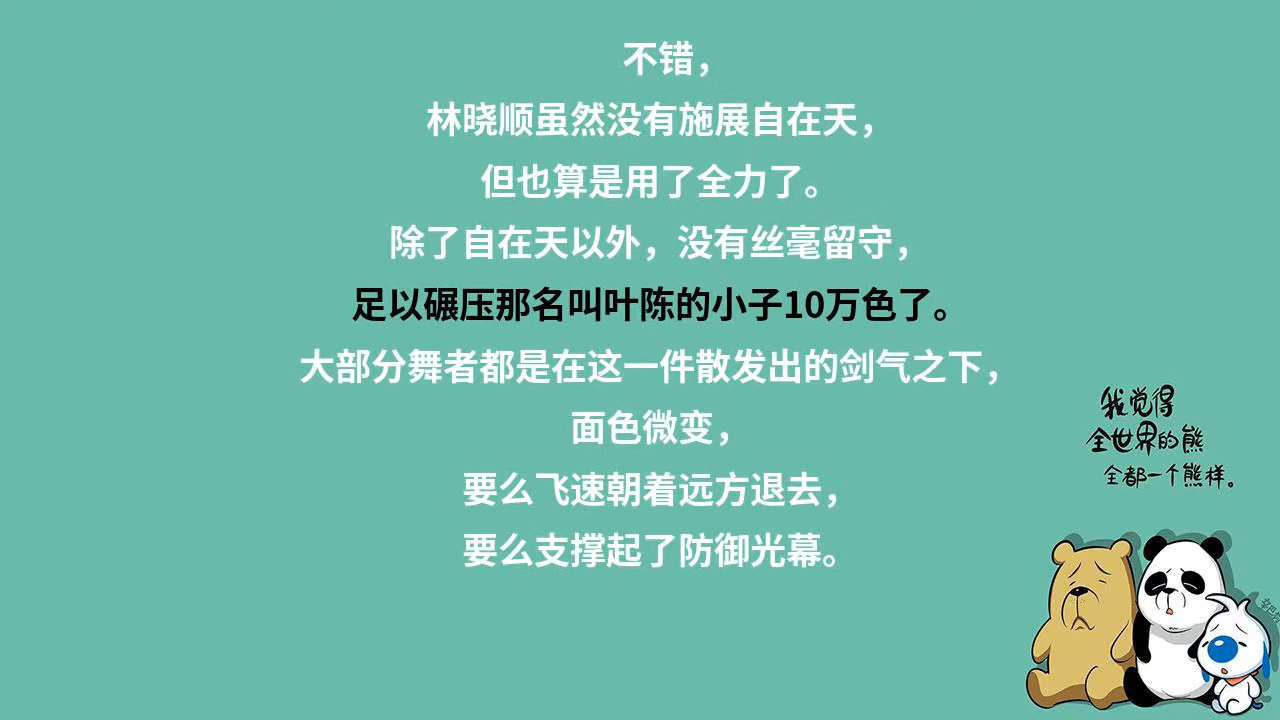 不错，
林晓顺虽然没有施展自在天，
但也算是用了全力了。
除了自在天以外，没有丝毫留守，
足以碾压那名叫叶陈的小子10万色了。
大部分舞者都是在这一件散发出的剑气之下，
面色微变，
要么飞速朝着远方退去，
要么支撑起了防御光幕。
我觉得
全世界的熊
全都一个熊样。